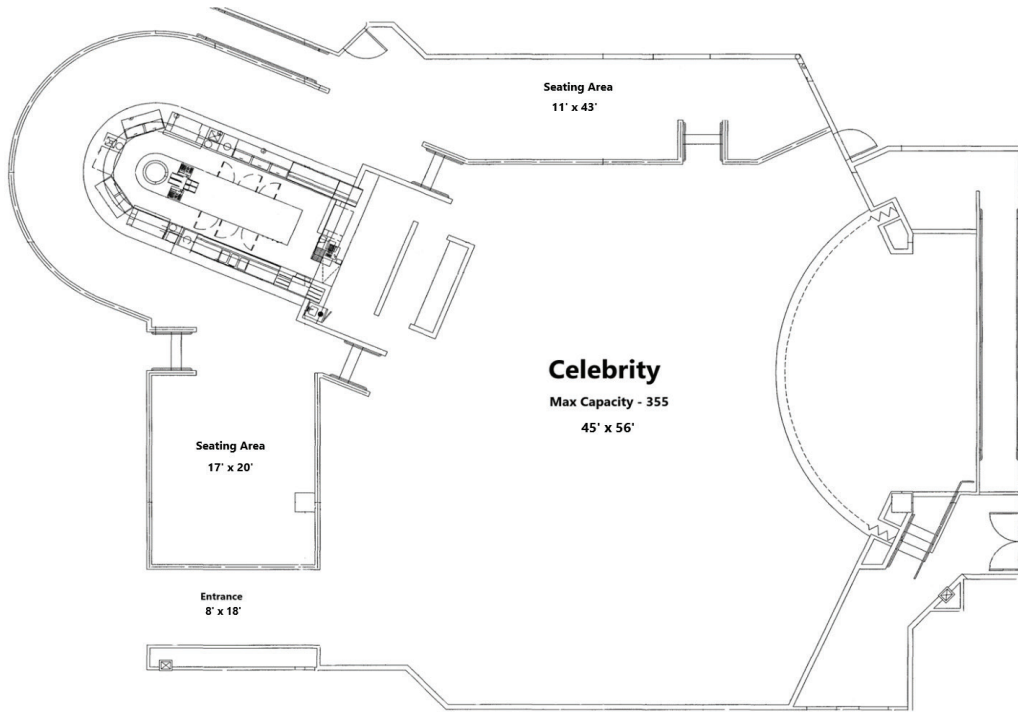 Seating Area
11' x 43'
Celebrity
Max Capacity - 355
45' x 56'
Seating Area
17' x 20'
Entrance
8' x 18'